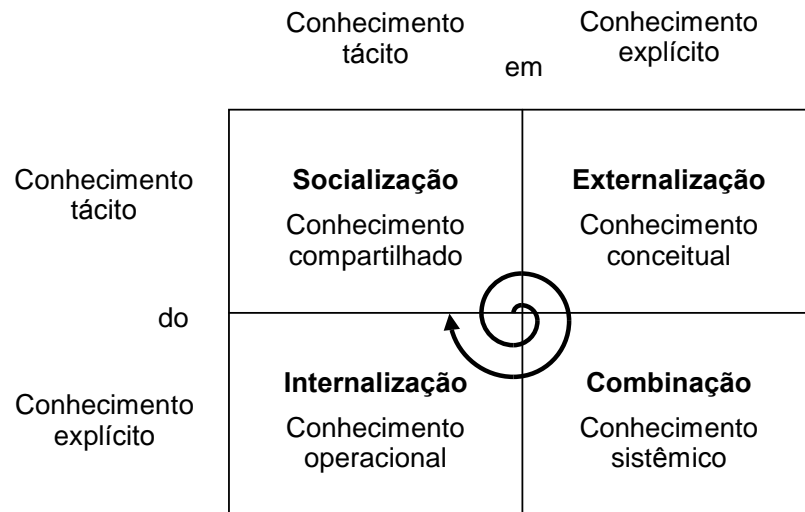 Conhecimento
tácito
em
Conhecimento
explícito
Conhecimento
tácito
Socialização
Conhecimento
compartilhado
Externalização
Conhecimento
conceitual
do
Conhecimento
explícito
Internalização
Conhecimento
operacional
Combinação
Conhecimento
sistêmico